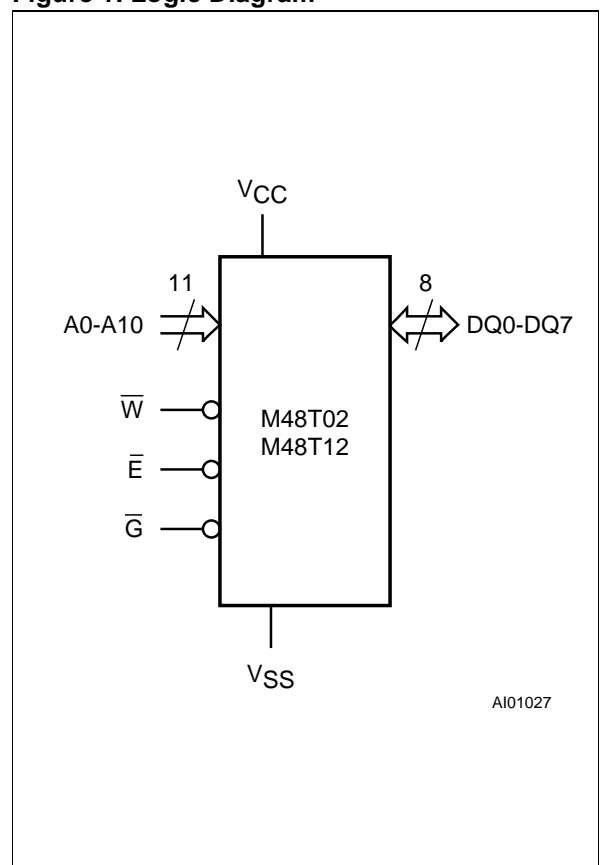 Figure 1. Logic Diagram
VCC
11
8
A0-A10
DQ0-DQ7
W̅
M48T02
M48T12
E̅
G̅
VSS
AI01027